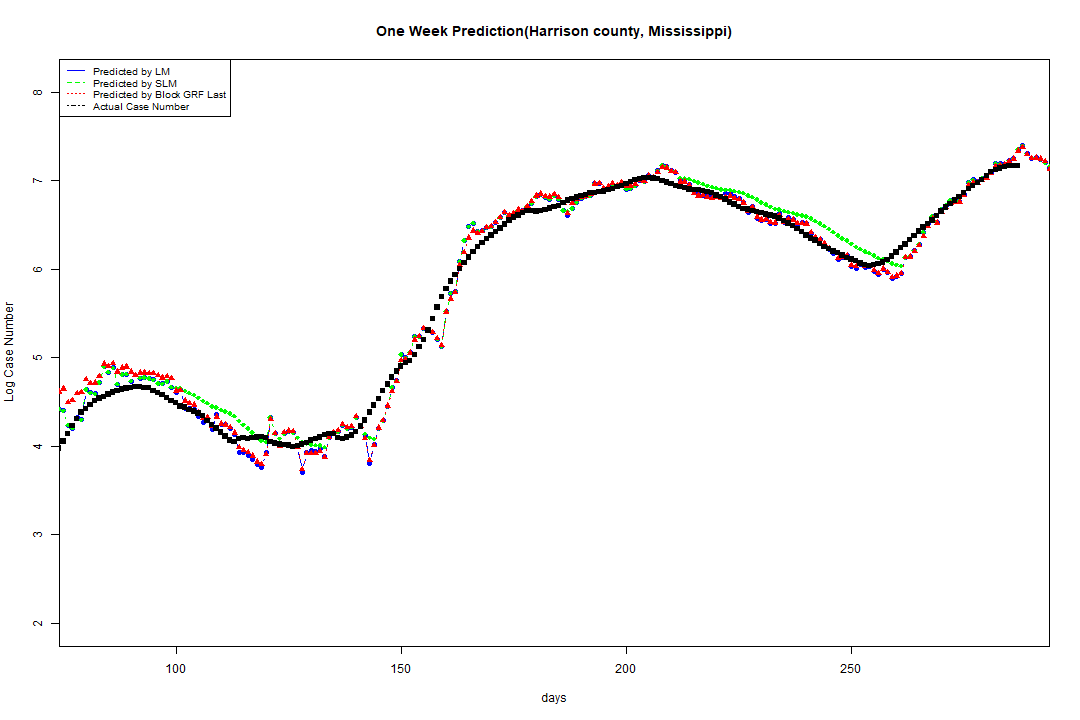 One Week Prediction(Harrison county, Mississippi)
Predicted by LM
Predicted by SLM
Predicted by Block GRF Last
Actual Case Number
8
7
6
5
4
3
2
Log Case Number
100 150 200 250
days